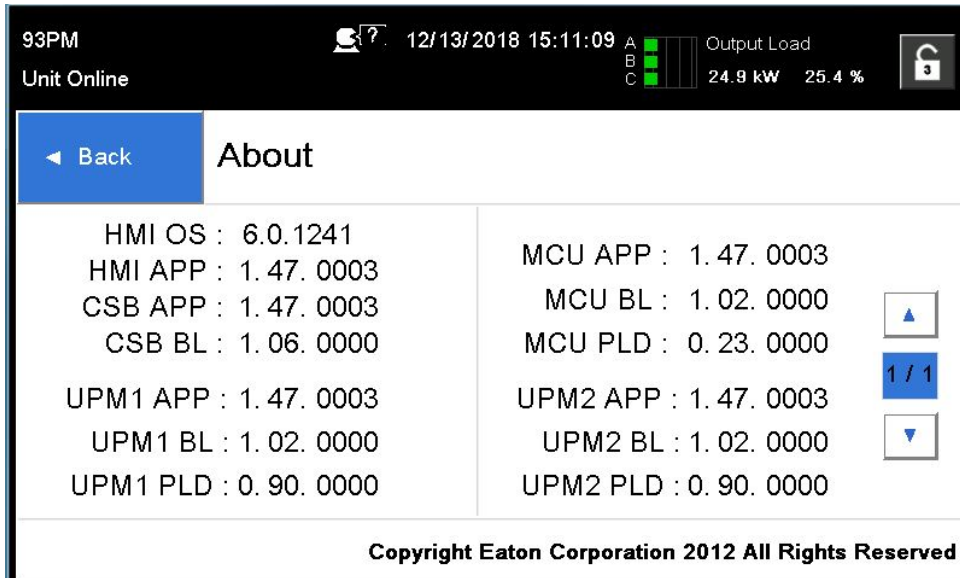 93PM
?
12/13/2018 15:11:09
Unit Online
A
B
C
Output Load
24.9 kW 25.4 %
3
◄ Back
About
HMI OS : 6.0.1241
HMI APP : 1. 47. 0003
CSB APP : 1. 47. 0003
CSB BL : 1. 06. 0000
UPM1 APP : 1. 47. 0003
UPM1 BL : 1. 02. 0000
UPM1 PLD : 0. 90. 0000
MCU APP : 1. 47. 0003
MCU BL : 1. 02. 0000
MCU PLD : 0. 23. 0000
UPM2 APP : 1. 47. 0003
UPM2 BL : 1. 02. 0000
UPM2 PLD : 0. 90. 0000
▲
1 / 1
▼
Copyright Eaton Corporation 2012 All Rights Reserved